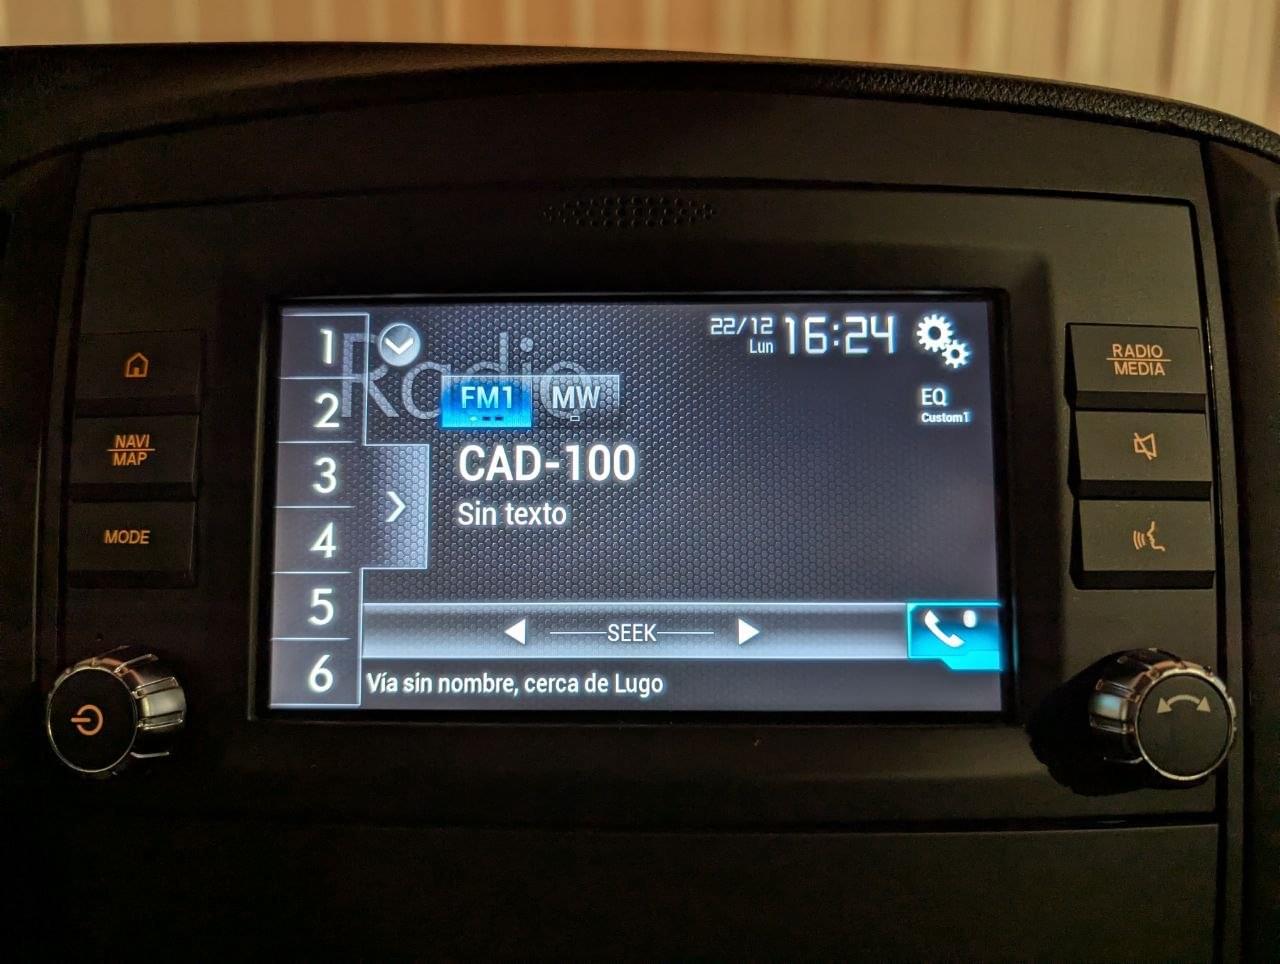 NAVI
MAP
MODE
1
2
3
4
5
6
Radio
22/12
Lun
16:24
FM1
MW
EQ
Custom1
CAD-100
Sin texto
SEEK
Vía sin nombre, cerca de Lugo
RADIO
MEDIA